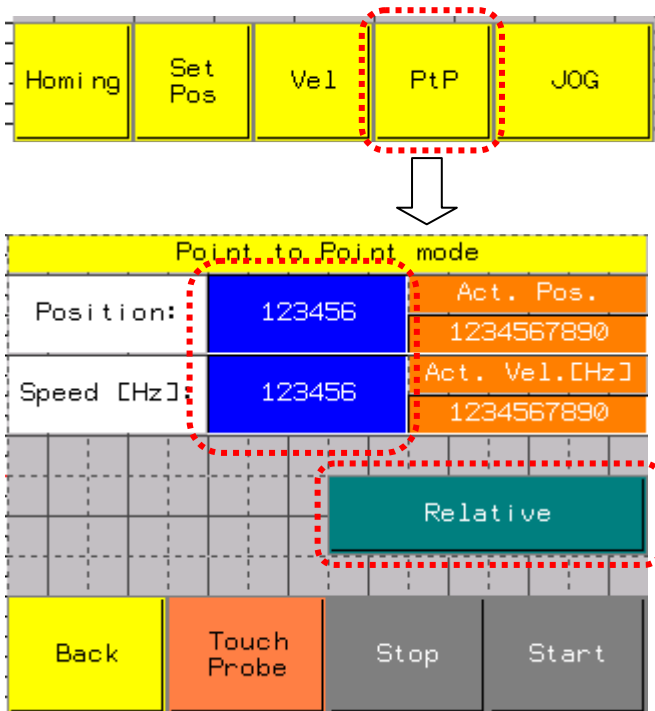 Homing
Set
Pos
Vel
PtP
JOG
Point to Point mode
Position:
123456
Act. Pos.
1234567890
Speed [Hz]:
123456
Act. Vel.[Hz]
1234567890
Relative
Back
Touch
Probe
Stop
Start